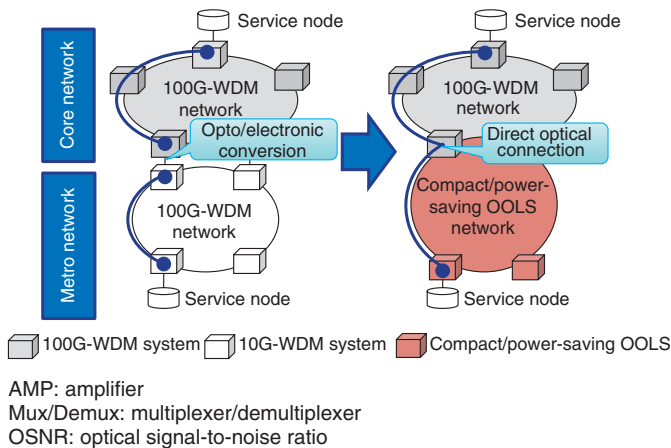 Service node
Service node
Core network
100G-WDM
network
Opto/electronic
conversion
100G-WDM
network
Direct optical
connection
Metro network
100G-WDM
network
Compact/power-
saving OOLS
network
Service node
Service node
100G-WDM system
10G-WDM system
Compact/power-saving OOLS
AMP: amplifier
Mux/Demux: multiplexer/demultiplexer
OSNR: optical signal-to-noise ratio